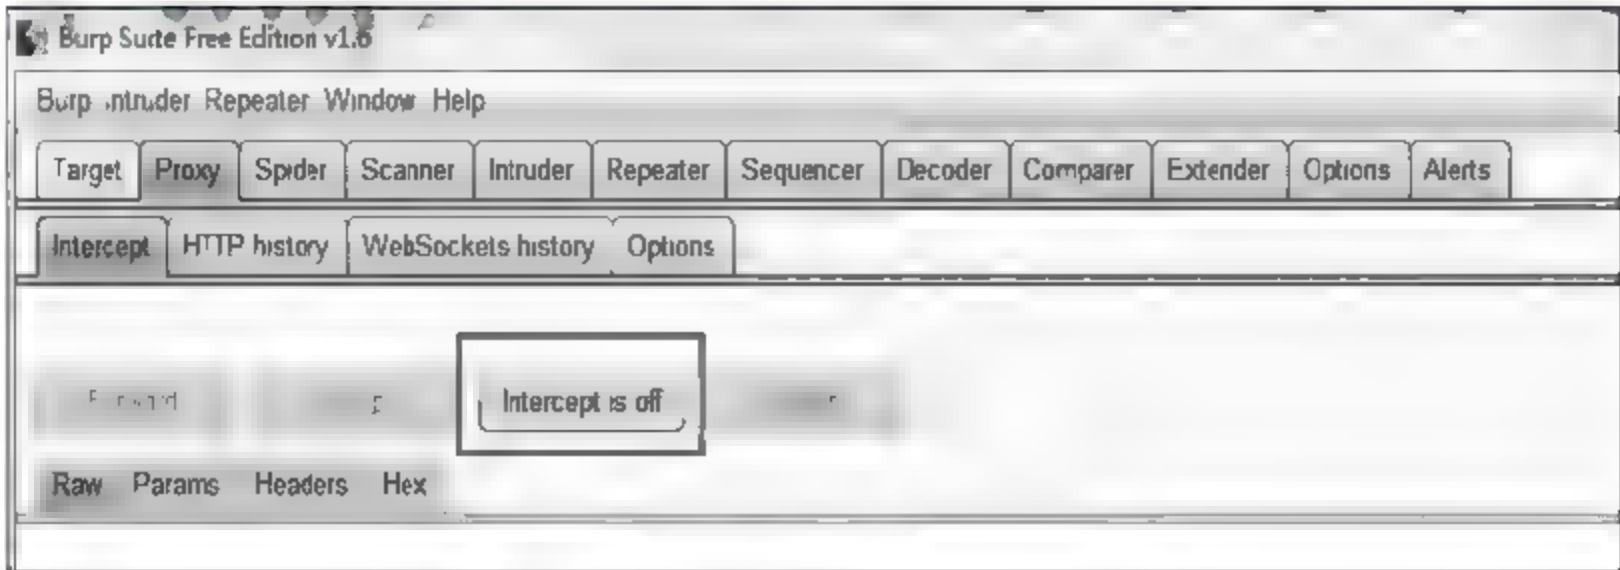 Burp Suite Free Edition v1.6
Burp Intruder Repeater Window Help
Target Proxy Spider Scanner Intruder Repeater Sequencer Decoder Comparer Extender Options Alerts
Intercept HTTP history WebSockets history Options
Forward Intercept is off
Raw Params Headers Hex